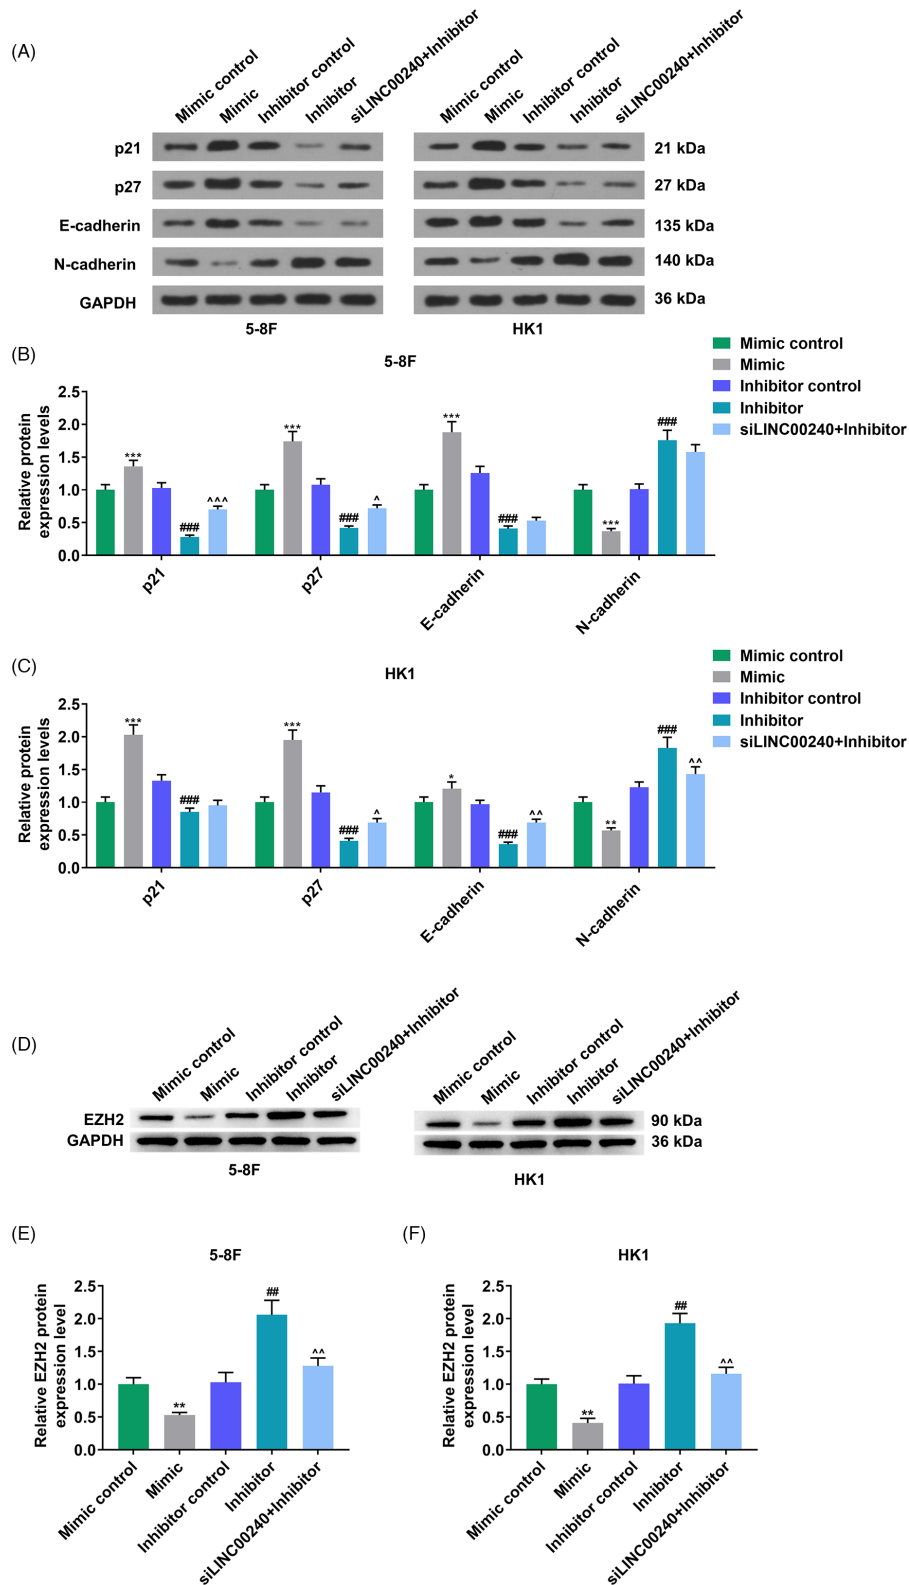 (A)
Mimic control
Mimic
Inhibitor control
Inhibitor
siLINC00240+Inhibitor
Mimic control
Mimic
Inhibitor control
Inhibitor
siLINC00240+Inhibitor
p21
21 kDa
p27
27 kDa
E-cadherin
135 kDa
N-cadherin
140 kDa
GAPDH
36 kDa
5-8F
HK1
(B)
5-8F
Mimic control
Mimic
Inhibitor control
Inhibitor
siLINC00240+Inhibitor
Relative protein
expression levels
2.5
2.0
1.5
1.0
0.5
0.0
***
###
^^^
***
###
^
***
###
***
###
p21
p27
E-cadherin
N-cadherin
(C)
HK1
Mimic control
Mimic
Inhibitor control
Inhibitor
siLINC00240+Inhibitor
Relative protein
expression levels
2.5
2.0
1.5
1.0
0.5
0.0
***
###
***
###
^
*
###
^^
**
###
^^
p21
p27
E-cadherin
N-cadherin
(D)
Mimic control
Mimic
Inhibitor control
Inhibitor
siLINC00240+Inhibitor
Mimic control
Mimic
Inhibitor control
Inhibitor
siLINC00240+Inhibitor
EZH2
90 kDa
GAPDH
36 kDa
5-8F
HK1
(E)
5-8F
Relative EZH2 protein
expression level
2.5
2.0
1.5
1.0
0.5
0.0
**
##
^^
Mimic control
Mimic
Inhibitor control
Inhibitor
siLINC00240+Inhibitor
(F)
HK1
Relative EZH2 protein
expression level
2.5
2.0
1.5
1.0
0.5
0.0
**
##
^^
Mimic control
Mimic
Inhibitor control
Inhibitor
siLINC00240+Inhibitor